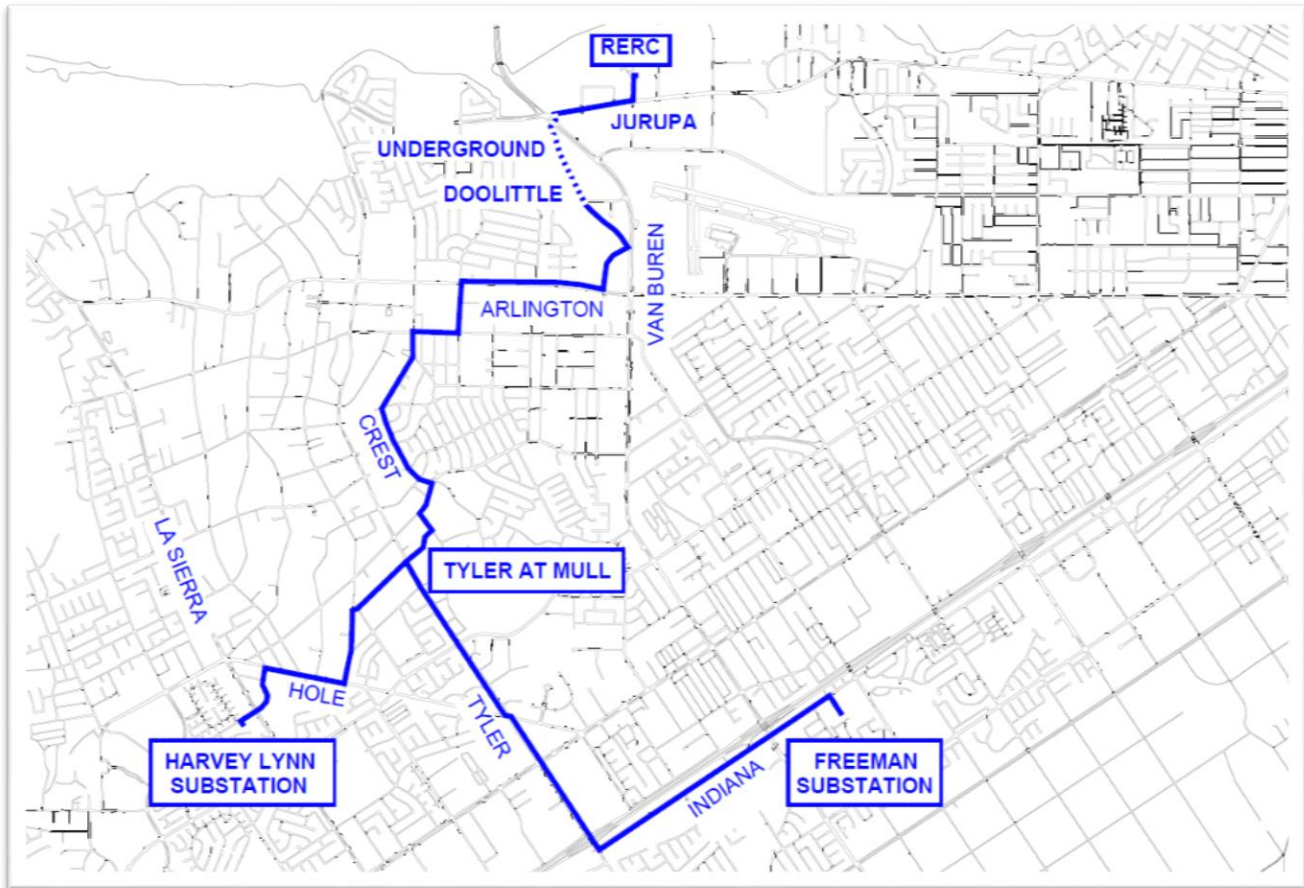 RERC
JURUPA
UNDERGROUND
DOOLITTLE
VAN BUREN
ARLINGTON
CREST
LA SIERRA
TYLER AT MULL
HOLE
TYLER
HARVEY LYNN
SUBSTATION
INDIANA
FREEMAN
SUBSTATION